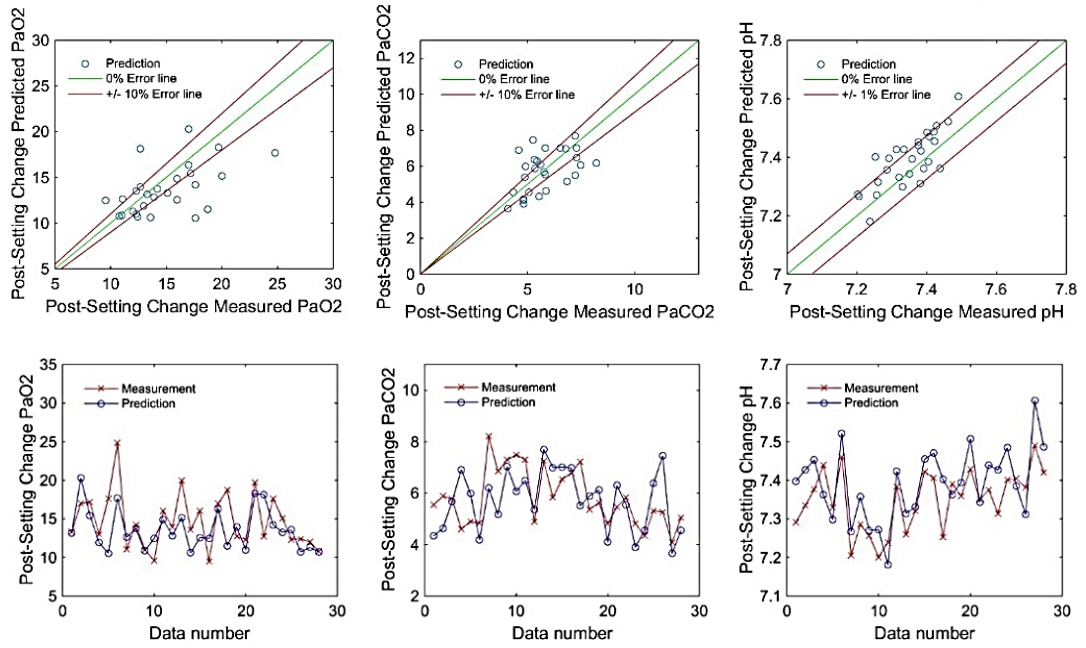 Post-Setting Change Predicted PaO2
30
25
20
15
10
5
Prediction
0% Error line
+/- 10% Error line
5 10 15 20 25 30
Post-Setting Change Measured PaO2
Post-Setting Change Predicted PaCO2
12
10
8
6
4
2
0
Prediction
0% Error line
+/- 10% Error line
0 5 10
Post-Setting Change Measured PaCO2
Post-Setting Change Predicted pH
7.8
7.6
7.4
7.2
7
Prediction
0% Error line
+/- 1% Error line
7 7.2 7.4 7.6 7.8
Post-Setting Change Measured pH
Post-Setting Change PaO2
35
30
25
20
15
10
5
Measurement
Prediction
0 10 20 30
Data number
Post-Setting Change PaCO2
10
8
6
4
2
Measurement
Prediction
0 10 20 30
Data number
Post-Setting Change pH
7.7
7.6
7.5
7.4
7.3
7.2
7.1
Measurement
Prediction
0 10 20 30
Data number